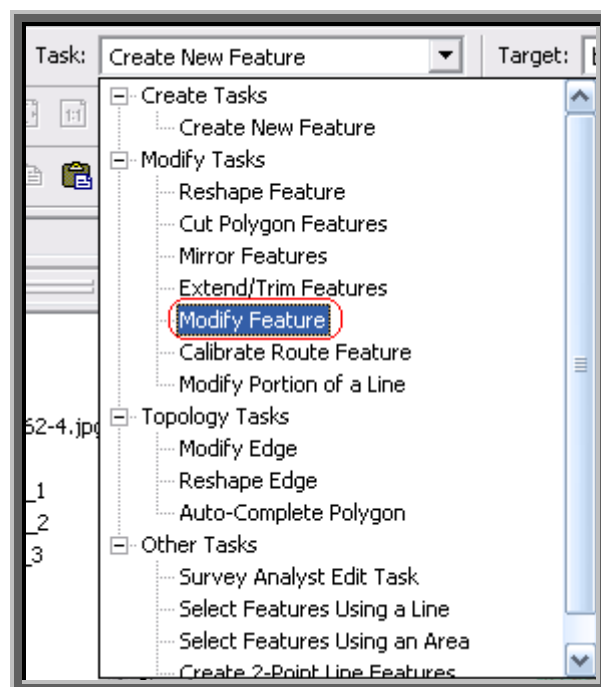 Task: Create New Feature Target:
Create Tasks
1:1
Create New Feature
Modify Tasks
Reshape Feature
Cut Polygon Features
Mirror Features
Extend/Trim Features
Modify Feature
Calibrate Route Feature
Modify Portion of a Line
62-4.jpg
Topology Tasks
Modify Edge
Reshape Edge
_1
Auto-Complete Polygon
_2
Other Tasks
_3
Survey Analyst Edit Task
Select Features Using a Line
Select Features Using an Area
Create 2-Point Line Features